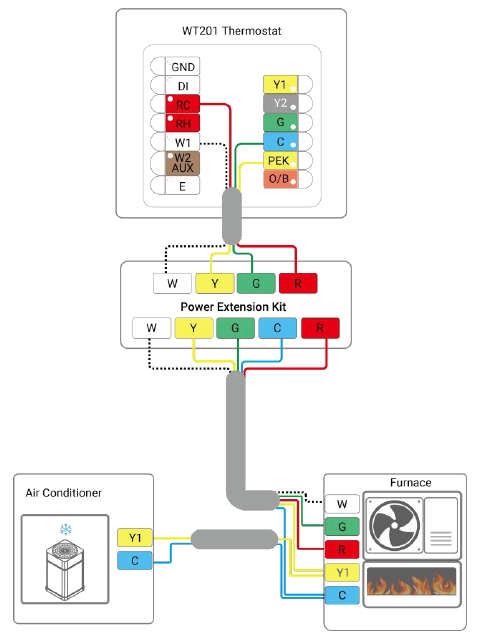 WT201 Thermostat
GND
DI
RC
RH
W1
W2
AUX
E
Y1
Y2
G
C
PEK
O/B
W Y G R
Power Extension Kit
W Y G C R
Air Conditioner
Y1
C
Furnace
W
G
R
Y1
C